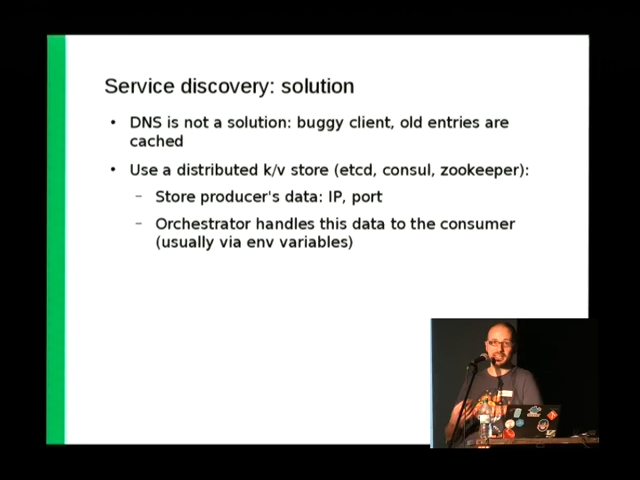 Service discovery: solution
• DNS is not a solution: buggy client, old entries are
cached
• Use a distributed k/v store (etcd, consul, zookeeper):
– Store producer's data: IP, port
– Orchestrator handles this data to the consumer
(usually via env variables)